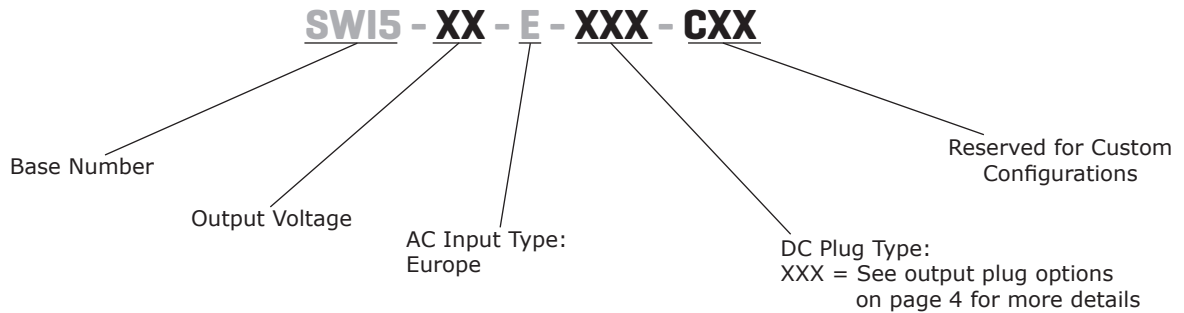 SWI5 - XX - E - XXX - CXX
Base Number
Output Voltage
AC Input Type:
Europe
DC Plug Type:
XXX = See output plug options
on page 4 for more details
Reserved for Custom
Configurations